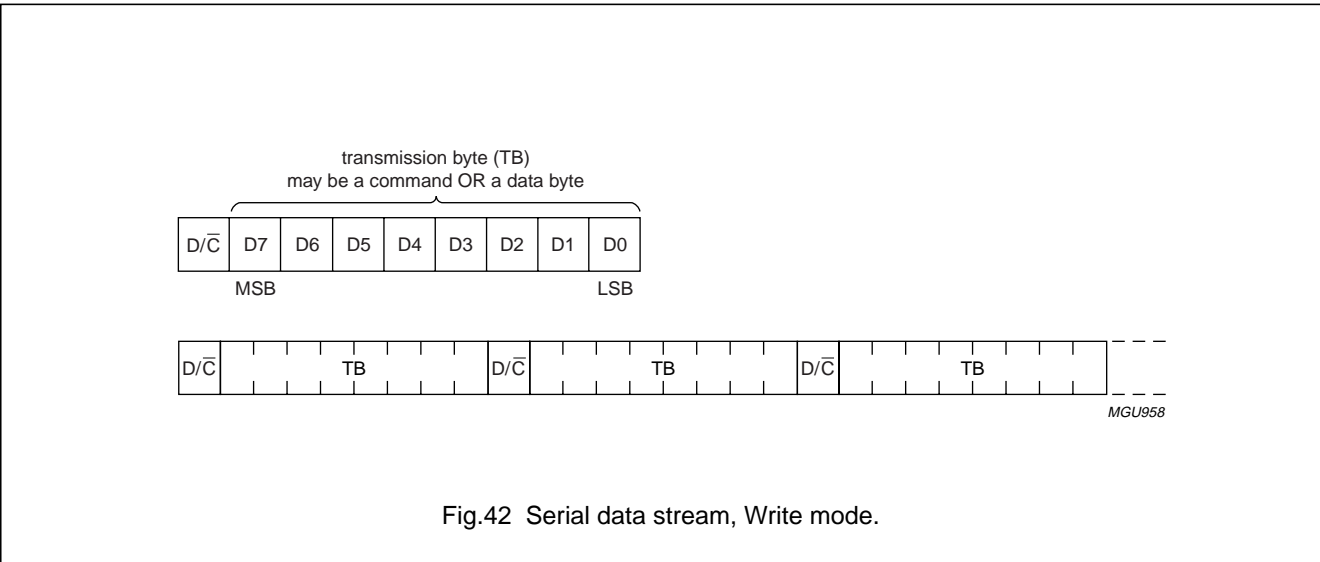 transmission byte (TB)
may be a command OR a data byte
D/C̅ D7 D6 D5 D4 D3 D2 D1 D0
MSB LSB
D/C̅ TB D/C̅ TB D/C̅ TB
MGU958
Fig.42 Serial data stream, Write mode.